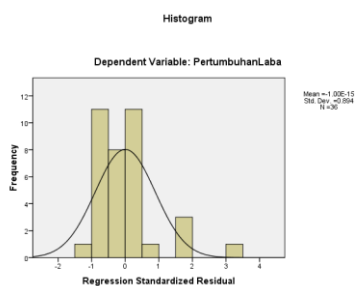 Histogram
Dependent Variable: PertumbuhanLaba
Mean =-1.00E-15
Std. Dev. =0.894
N =36
Frequency
12
10
8
6
4
2
0
-2 -1 0 1 2 3 4
Regression Standardized Residual